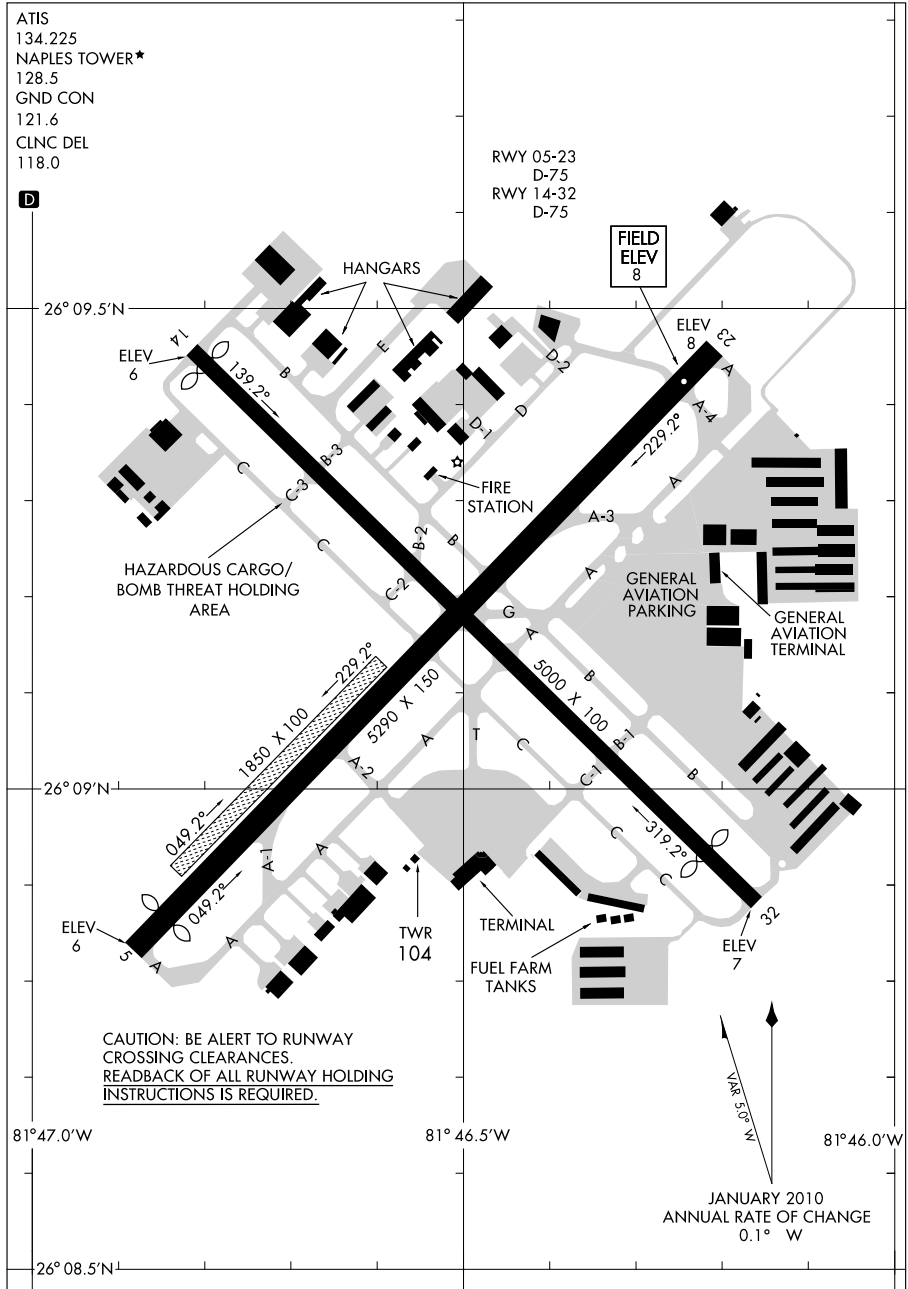 ATIS
134.225
NAPLES TOWER★
128.5
GND CON
121.6
CLNC DEL
118.0
D
RWY 05-23
D-75
RWY 14-32
D-75
FIELD
ELEV
8
HANGARS
26° 09.5'N
14
ELEV
6
ELEV
8
23
A
139.2°
B
E
D-2
D
D-1
A-4
229.2°
A
B-3
C
C-3
FIRE
STATION
A-3
C
B-2
B
A
HAZARDOUS CARGO/
BOMB THREAT HOLDING
AREA
C-2
G
A
GENERAL
AVIATION
PARKING
GENERAL
AVIATION
TERMINAL
229.2°
1850 X 100
049.2°
5290 X 150
5000 X 100
B
B-1
B
A
T
C
C-1
A-2
26° 09'N
A-1
A
049.2°
A
319.2°
C
C
ELEV
6
5
A
TWR
104
TERMINAL
FUEL FARM
TANKS
32
ELEV
7
CAUTION: BE ALERT TO RUNWAY
CROSSING CLEARANCES.
READBACK OF ALL RUNWAY HOLDING
INSTRUCTIONS IS REQUIRED.
VAR 5.0° W
81°47.0'W
81° 46.5'W
81°46.0'W
JANUARY 2010
ANNUAL RATE OF CHANGE
0.1° W
26° 08.5'N